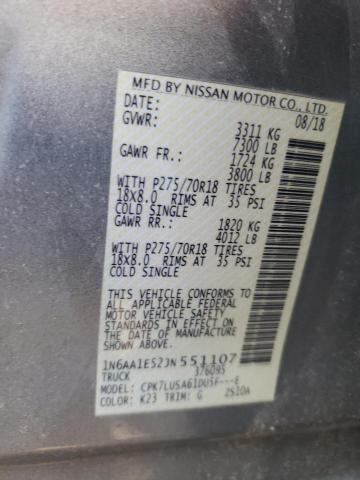 MFD BY NISSAN MOTOR CO., LTD.
DATE: 08/18
GVWR: 3311 KG
7300 LB
GAWR FR.: 1724 KG
3800 LB
WITH P275/70R18 TIRES
18x8.0 RIMS AT 35 PSI
COLD SINGLE
GAWR RR.: 1820 KG
4012 LB
WITH P275/70R18 TIRES
18x8.0 RIMS AT 35 PSI
COLD SINGLE
THIS VEHICLE CONFORMS TO
ALL APPLICABLE FEDERAL
MOTOR VEHICLE SAFETY
STANDARDS IN EFFECT ON
THE DATE OF MANUFACTURE
SHOWN ABOVE.
1N6AA1E52JN551107
TRUCK 376095
MODEL: CPK7LUSA61DU5F---E
COLOR: K23 TRIM: G 2S10A